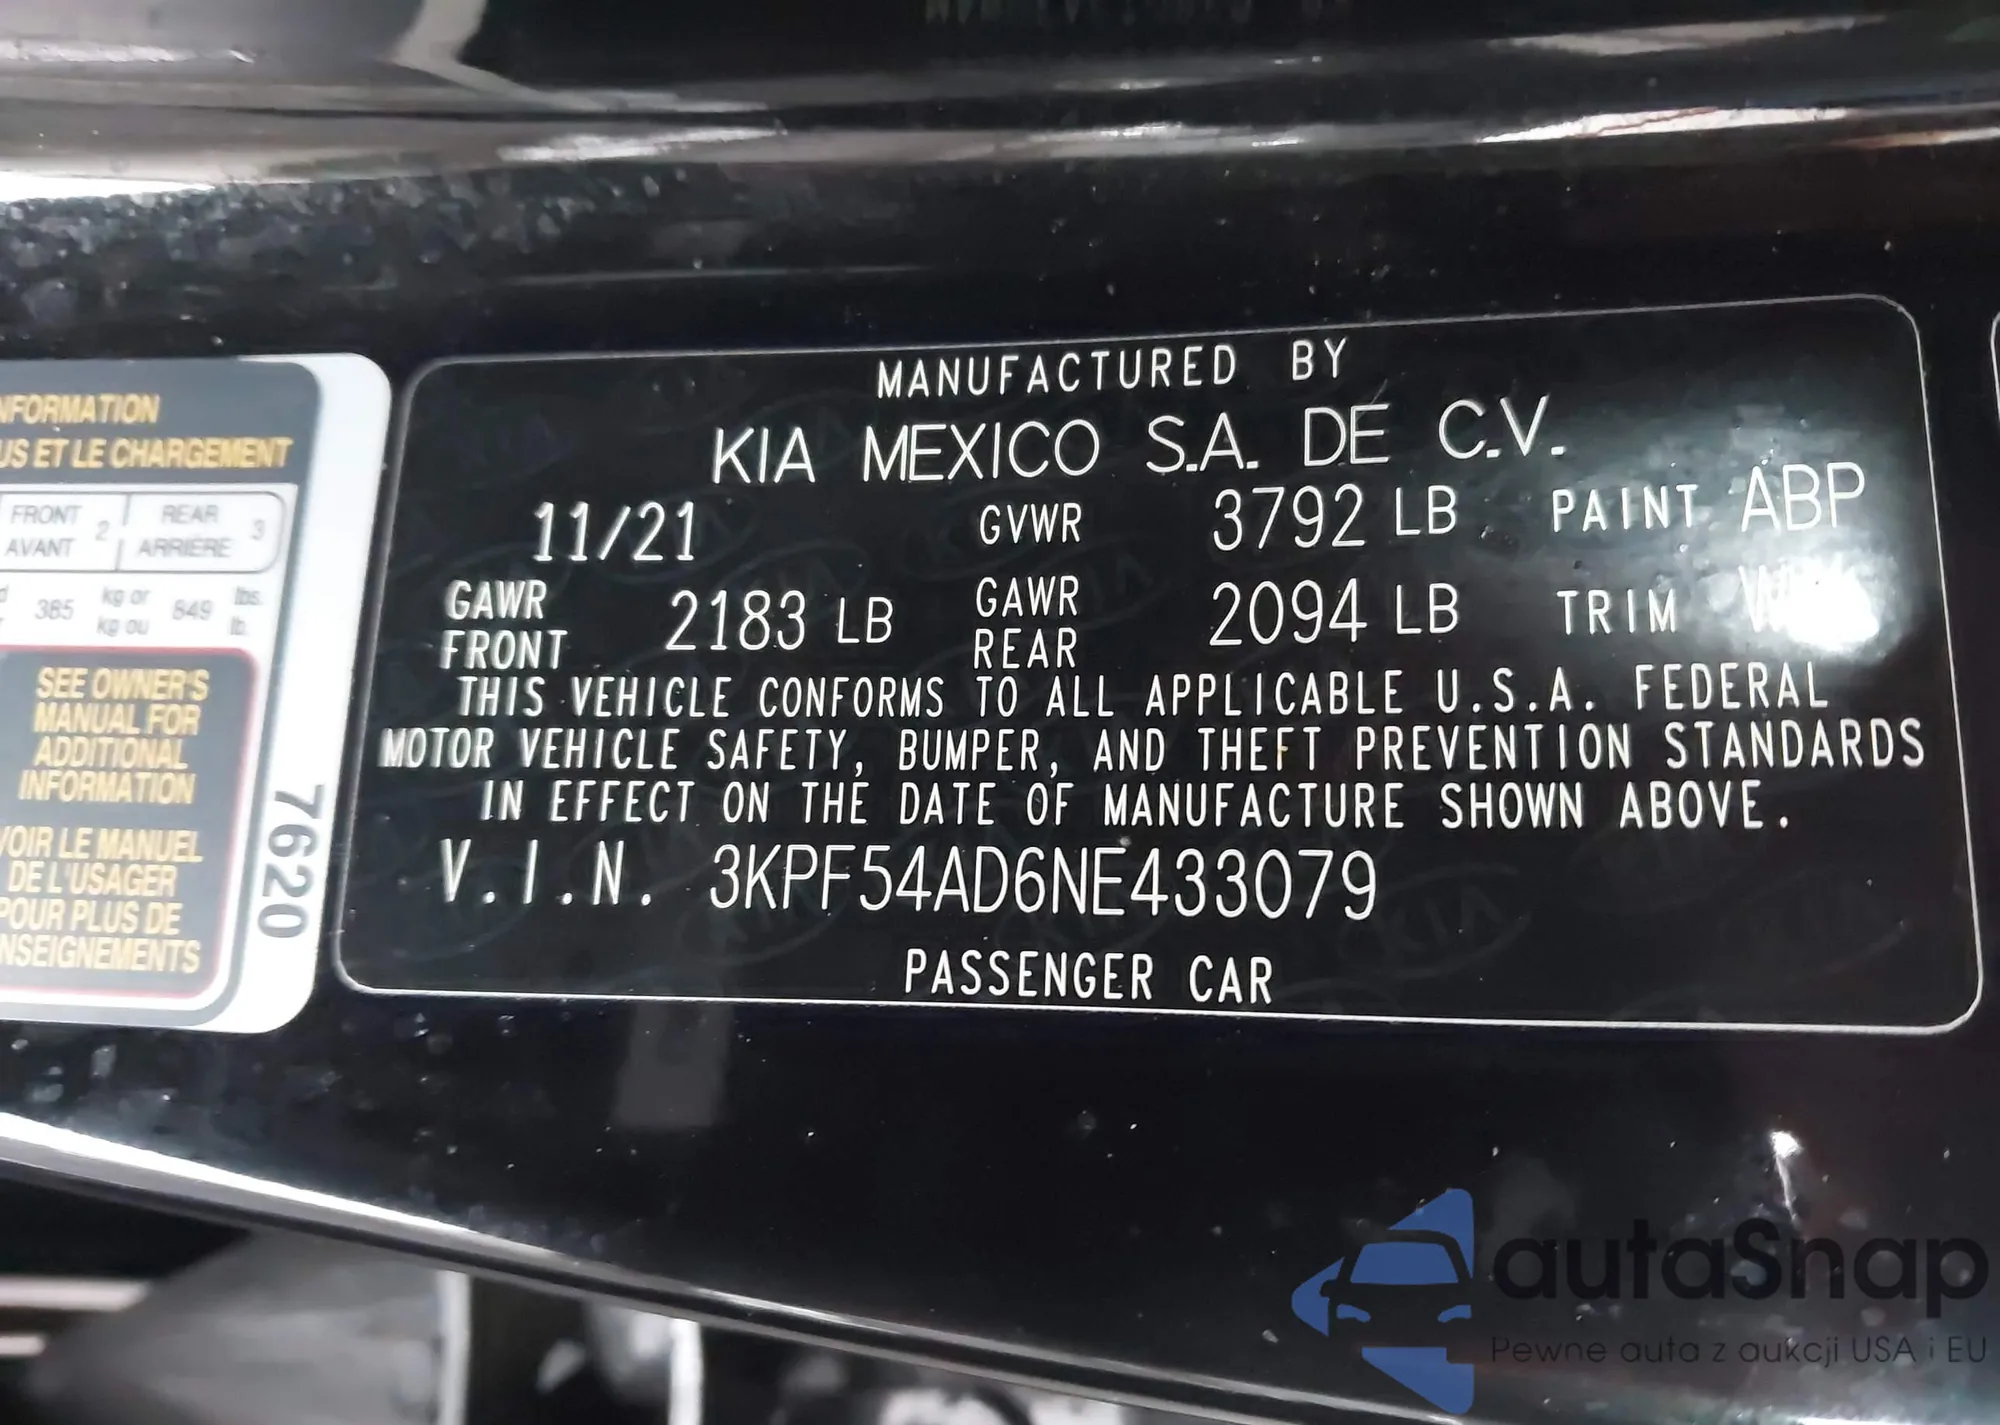 NFORMATION
US ET LE CHARGEMENT
FRONT 2 REAR 3
AVANT ARRIÈRE
385 kg or 849 lbs.
kg ou lb.
SEE OWNER'S
MANUAL FOR
ADDITIONAL
INFORMATION
VOIR LE MANUEL
DE L'USAGER
POUR PLUS DE
NSEIGNEMENTS
7620
MANUFACTURED BY
KIA MEXICO S.A. DE C.V.
11/21 GVWR 3792 LB PAINT ABP
GAWR FRONT 2183 LB GAWR REAR 2094 LB TRIM
THIS VEHICLE CONFORMS TO ALL APPLICABLE U.S.A. FEDERAL
MOTOR VEHICLE SAFETY, BUMPER, AND THEFT PREVENTION STANDARDS
IN EFFECT ON THE DATE OF MANUFACTURE SHOWN ABOVE.
V.I.N. 3KPF54AD6NE433079
PASSENGER CAR
autaSnap
Pewne auta z aukcji USA i EU